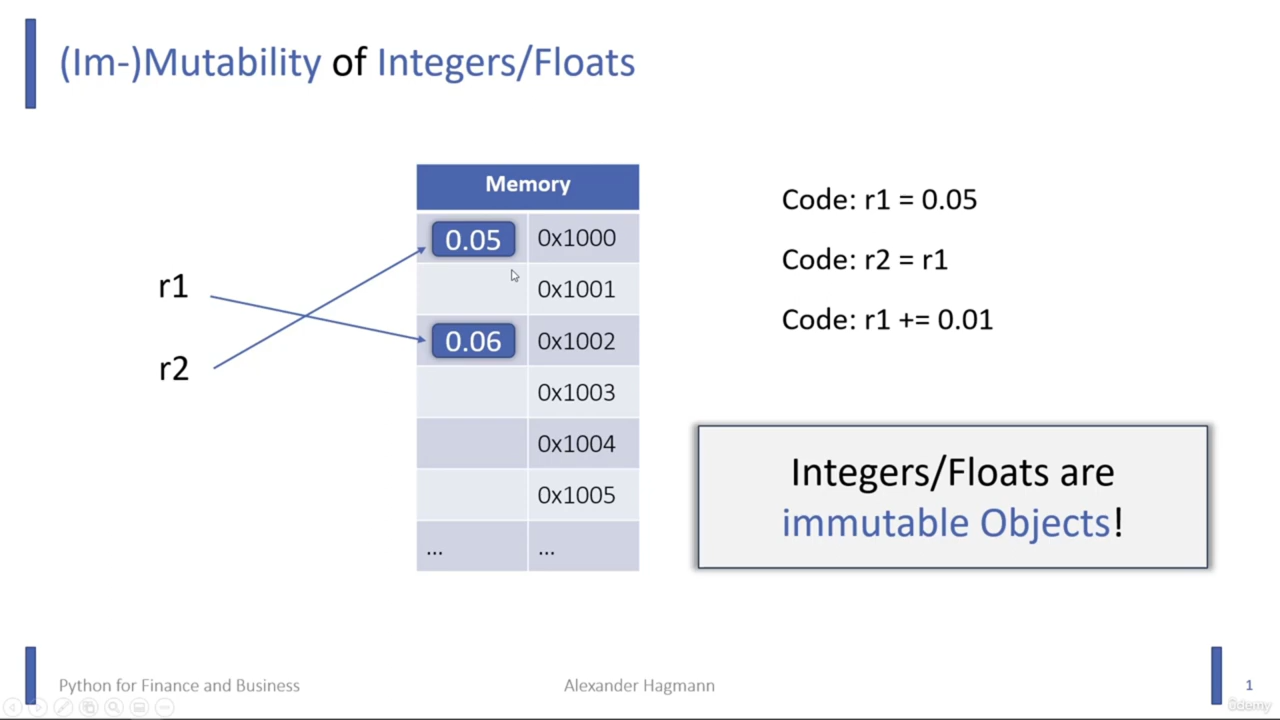 (Im-)Mutability of Integers/Floats
Memory
0.05 0x1000
0x1001
0.06 0x1002
0x1003
0x1004
0x1005
... ...
r1
r2
Code: r1 = 0.05
Code: r2 = r1
Code: r1 += 0.01
Integers/Floats are
immutable Objects!
Python for Finance and Business
Alexander Hagmann
1
ûdemy